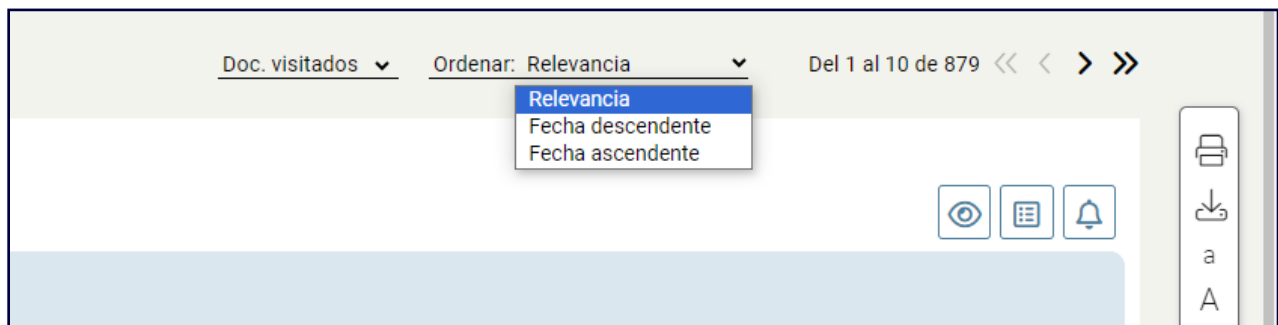 Doc. visitados Ordenar: Relevancia Del 1 al 10 de 879
Relevancia
Fecha descendente
Fecha ascendente
a
A